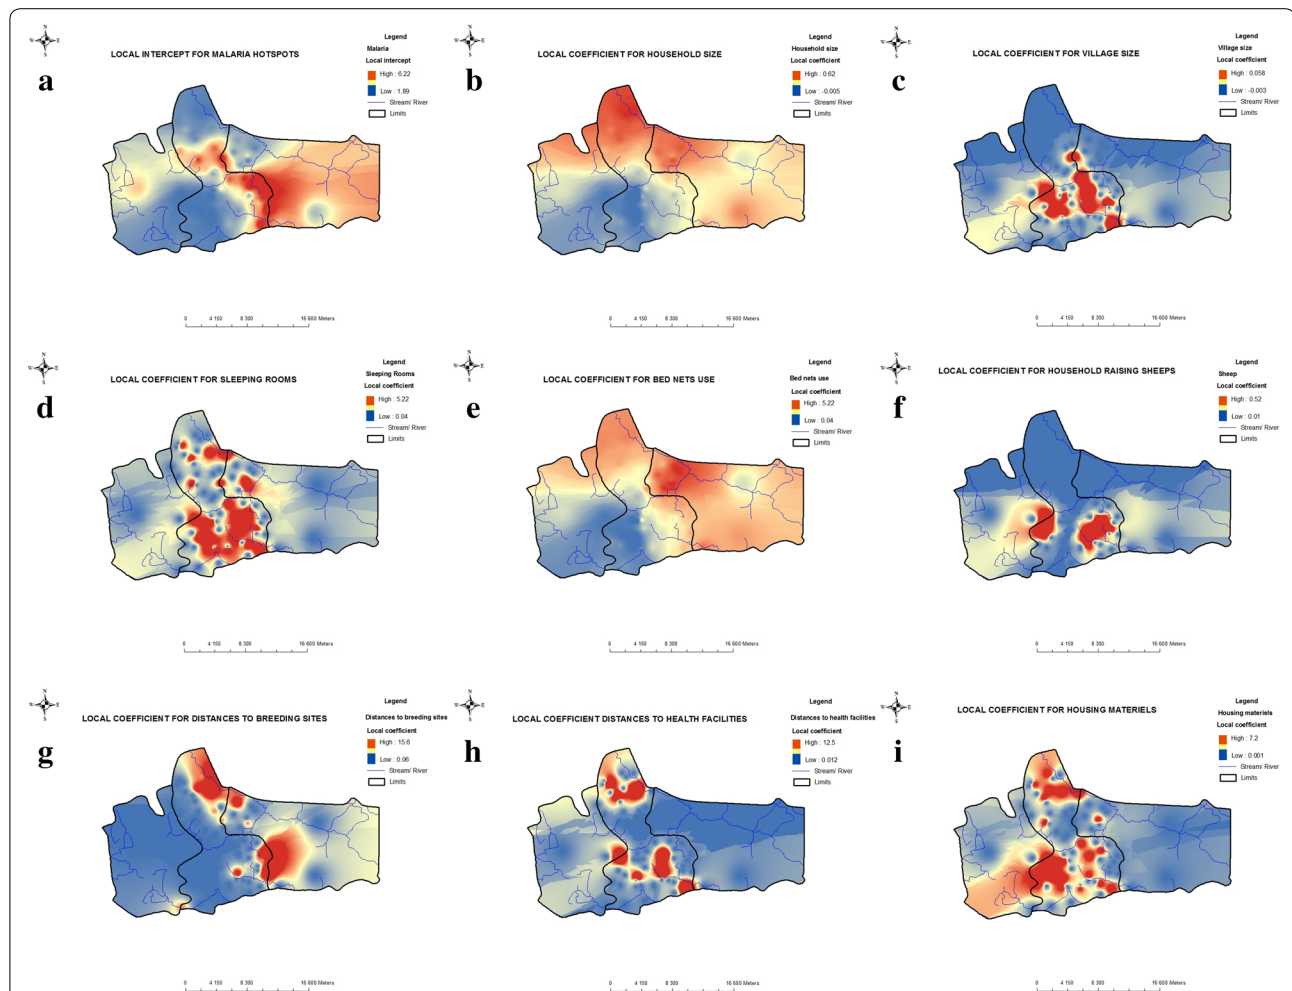 a
N
W E
S
LOCAL INTERCEPT FOR MALARIA HOTSPOTS
Legend
Malaria
Local intercept
High : 6.22
Low : 1.89
Stream/ River
Limits
0 4 150 8 300 16 600 Meters
b
N
W E
S
LOCAL COEFFICIENT FOR HOUSEHOLD SIZE
Legend
Household size
Local coefficient
High : 0.62
Low : -0.005
Stream/ River
Limits
0 4 150 8 300 16 600 Meters
c
N
W E
S
LOCAL COEFFICIENT FOR VILLAGE SIZE
Legend
Village size
Local coefficient
High : 0.058
Low : -0.003
Stream/ River
Limits
0 4 150 8 300 16 600 Meters
d
N
W E
S
LOCAL COEFFICIENT FOR SLEEPING ROOMS
Legend
Sleeping Rooms
Local coefficient
High : 5.22
Low : 0.04
Stream/ River
Limits
0 4 150 8 300 16 600 Meters
e
N
W E
S
LOCAL COEFFICIENT FOR BED NETS USE
Legend
Bed nets use
Local coefficient
High : 5.22
Low : 0.04
Stream/ River
Limits
0 4 150 8 300 16 600 Meters
f
N
W E
S
LOCAL COEFFICIENT FOR HOUSEHOLD RAISING SHEEPS
Legend
Sheep
Local coefficient
High : 0.52
Low : 0.01
Stream/ River
Limits
0 4 150 8 300 16 600 Meters
g
N
W E
S
LOCAL COEFFICIENT FOR DISTANCES TO BREEDING SITES
Legend
Distances to breeding sites
Local coefficient
High : 15.6
Low : 0.06
Stream/ River
Limits
0 4 150 8 300 16 600 Meters
h
N
W E
S
LOCAL COEFFICIENT DISTANCES TO HEALTH FACILITIES
Legend
Distances to health facilities
Local coefficient
High : 12.5
Low : 0.012
Stream/ River
Limits
0 4 150 8 300 16 600 Meters
i
N
W E
S
LOCAL COEFFICIENT FOR HOUSING MATERIELS
Legend
Housing materiels
Local coefficient
High : 7.2
Low : 0.001
Stream/ River
Limits
0 4 150 8 300 16 600 Meters